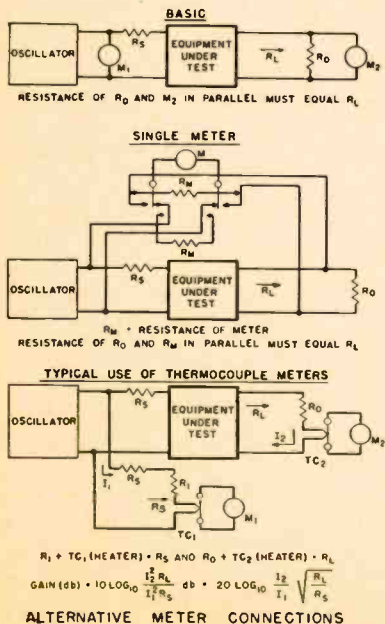 BASIC
OSCILLATOR
RS
M1
EQUIPMENT UNDER TEST
RL
RO
M2
RESISTANCE OF RO AND M2 IN PARALLEL MUST EQUAL RL
SINGLE METER
M
RM
RM
OSCILLATOR
RS
EQUIPMENT UNDER TEST
RL
RO
RM = RESISTANCE OF METER
RESISTANCE OF RO AND RM IN PARALLEL MUST EQUAL RL
TYPICAL USE OF THERMOCOUPLE METERS
OSCILLATOR
RS
EQUIPMENT UNDER TEST
RL
RO
I2
M2
TC2
I1
RS
R1
RS
M1
TC1
R1 + TC1 (HEATER) = RS AND RO + TC2 (HEATER) = RL
GAIN (db) = 10 LOG10 I2² RL / I1² RS db = 20 LOG10 I2 / I1 √ RL / RS
ALTERNATIVE METER CONNECTIONS